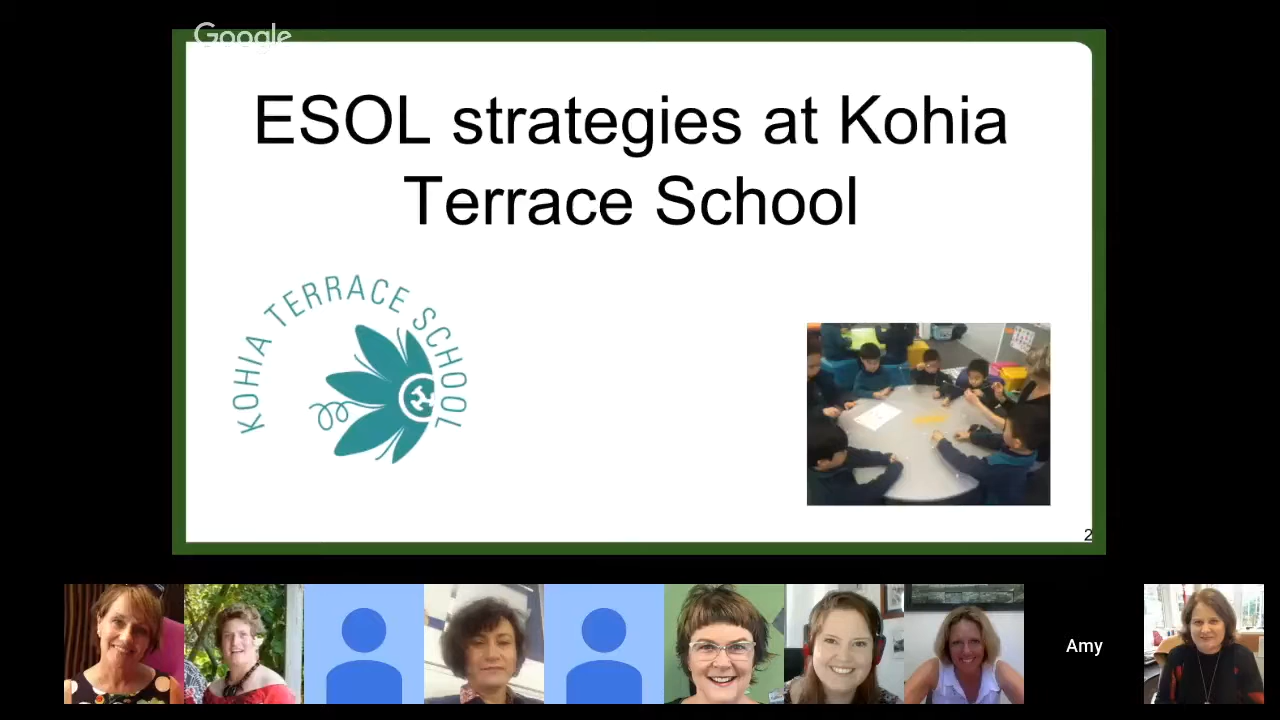 Google
ESOL strategies at Kohia
Terrace School
KOHIA TERRACE SCHOOL
2
Amy